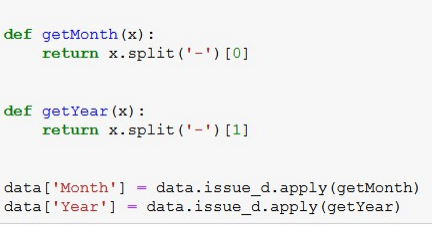 def getMonth(x):
    return x.split('-')[0]
def getYear(x):
    return x.split('-')[1]
data['Month'] = data.issue_d.apply(getMonth)
data['Year'] = data.issue_d.apply(getYear)